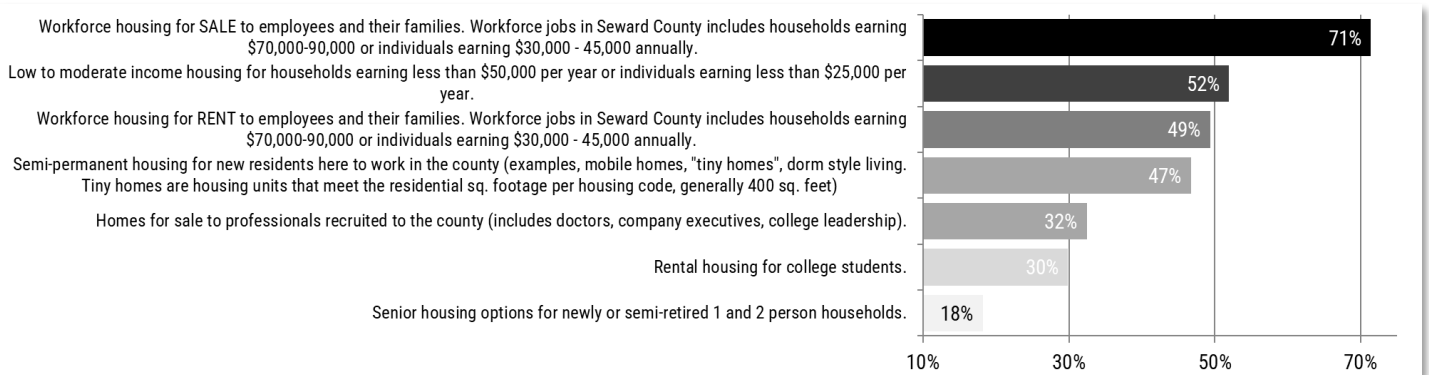 Workforce housing for SALE to employees and their families. Workforce jobs in Seward County includes households earning
$70,000-90,000 or individuals earning $30,000 - 45,000 annually.
71%
Low to moderate income housing for households earning less than $50,000 per year or individuals earning less than $25,000 per
year.
52%
Workforce housing for RENT to employees and their families. Workforce jobs in Seward County includes households earning
$70,000-90,000 or individuals earning $30,000 - 45,000 annually.
49%
Semi-permanent housing for new residents here to work in the county (examples, mobile homes, "tiny homes", dorm style living.
Tiny homes are housing units that meet the residential sq. footage per housing code, generally 400 sq. feet)
47%
Homes for sale to professionals recruited to the county (includes doctors, company executives, college leadership).
32%
Rental housing for college students.
30%
Senior housing options for newly or semi-retired 1 and 2 person households.
18%
10% 30% 50% 70%